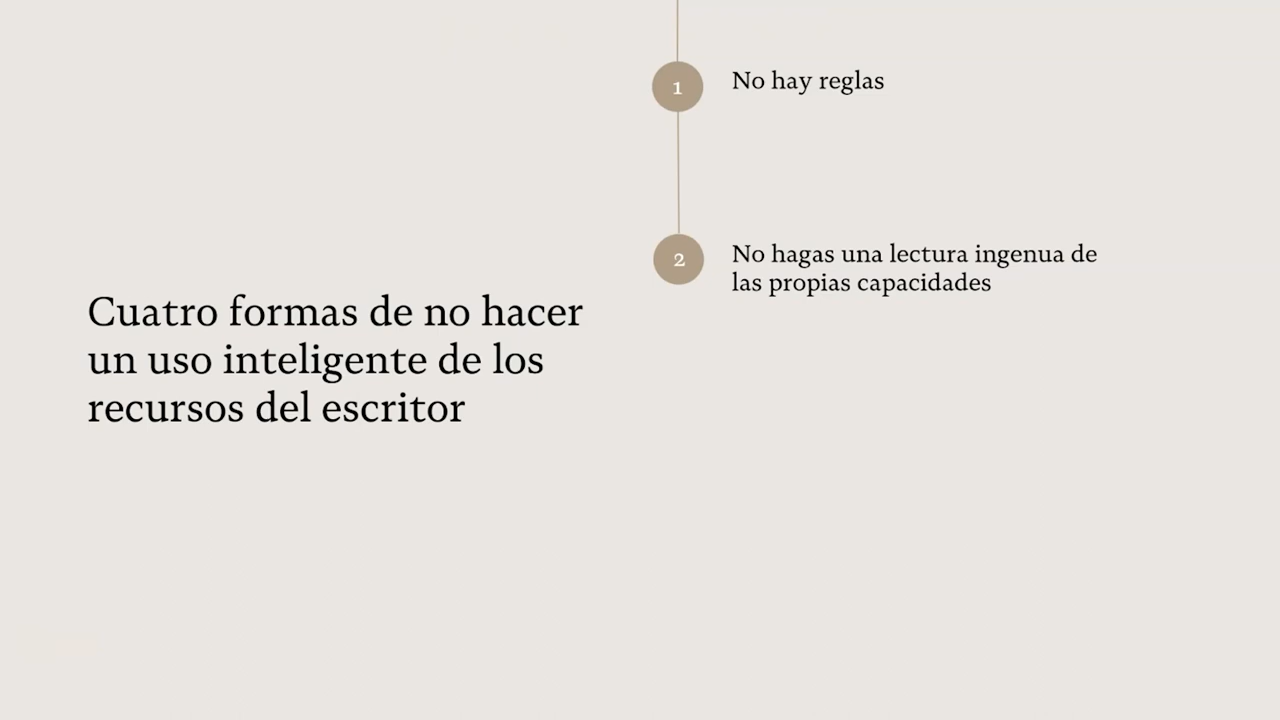 Cuatro formas de no hacer
un uso inteligente de los
recursos del escritor
1
No hay reglas
2
No hagas una lectura ingenua de
las propias capacidades